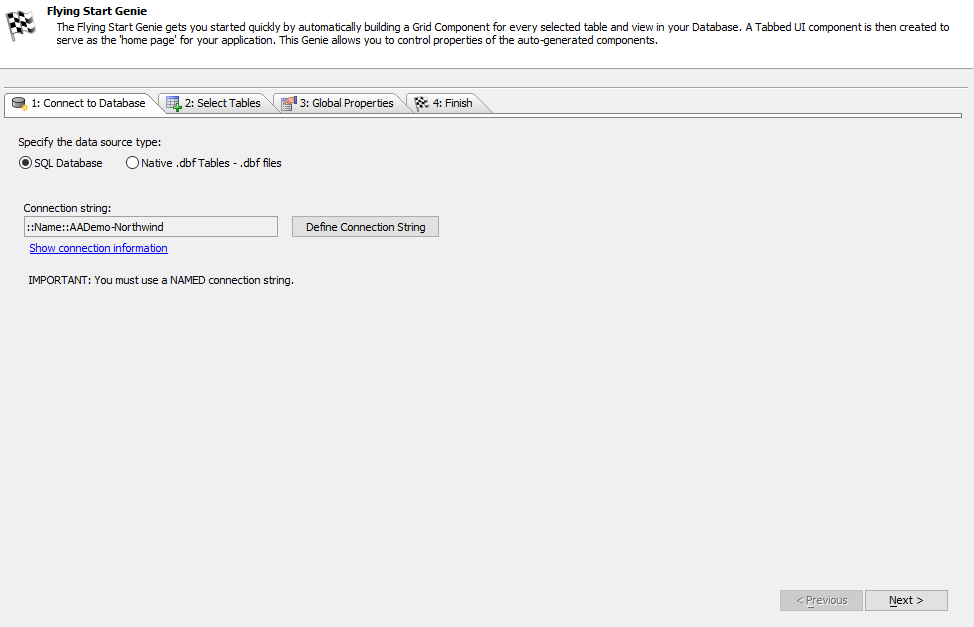 Flying Start Genie
The Flying Start Genie gets you started quickly by automatically building a Grid Component for every selected table and view in your Database. A Tabbed UI component is then created to
serve as the 'home page' for your application. This Genie allows you to control properties of the auto-generated components.
1: Connect to Database 2: Select Tables 3: Global Properties 4: Finish
Specify the data source type:
SQL Database Native .dbf Tables - .dbf files
Connection string:
::Name::AADemo-Northwind Define Connection String
Show connection information
IMPORTANT: You must use a NAMED connection string.
< Previous Next >